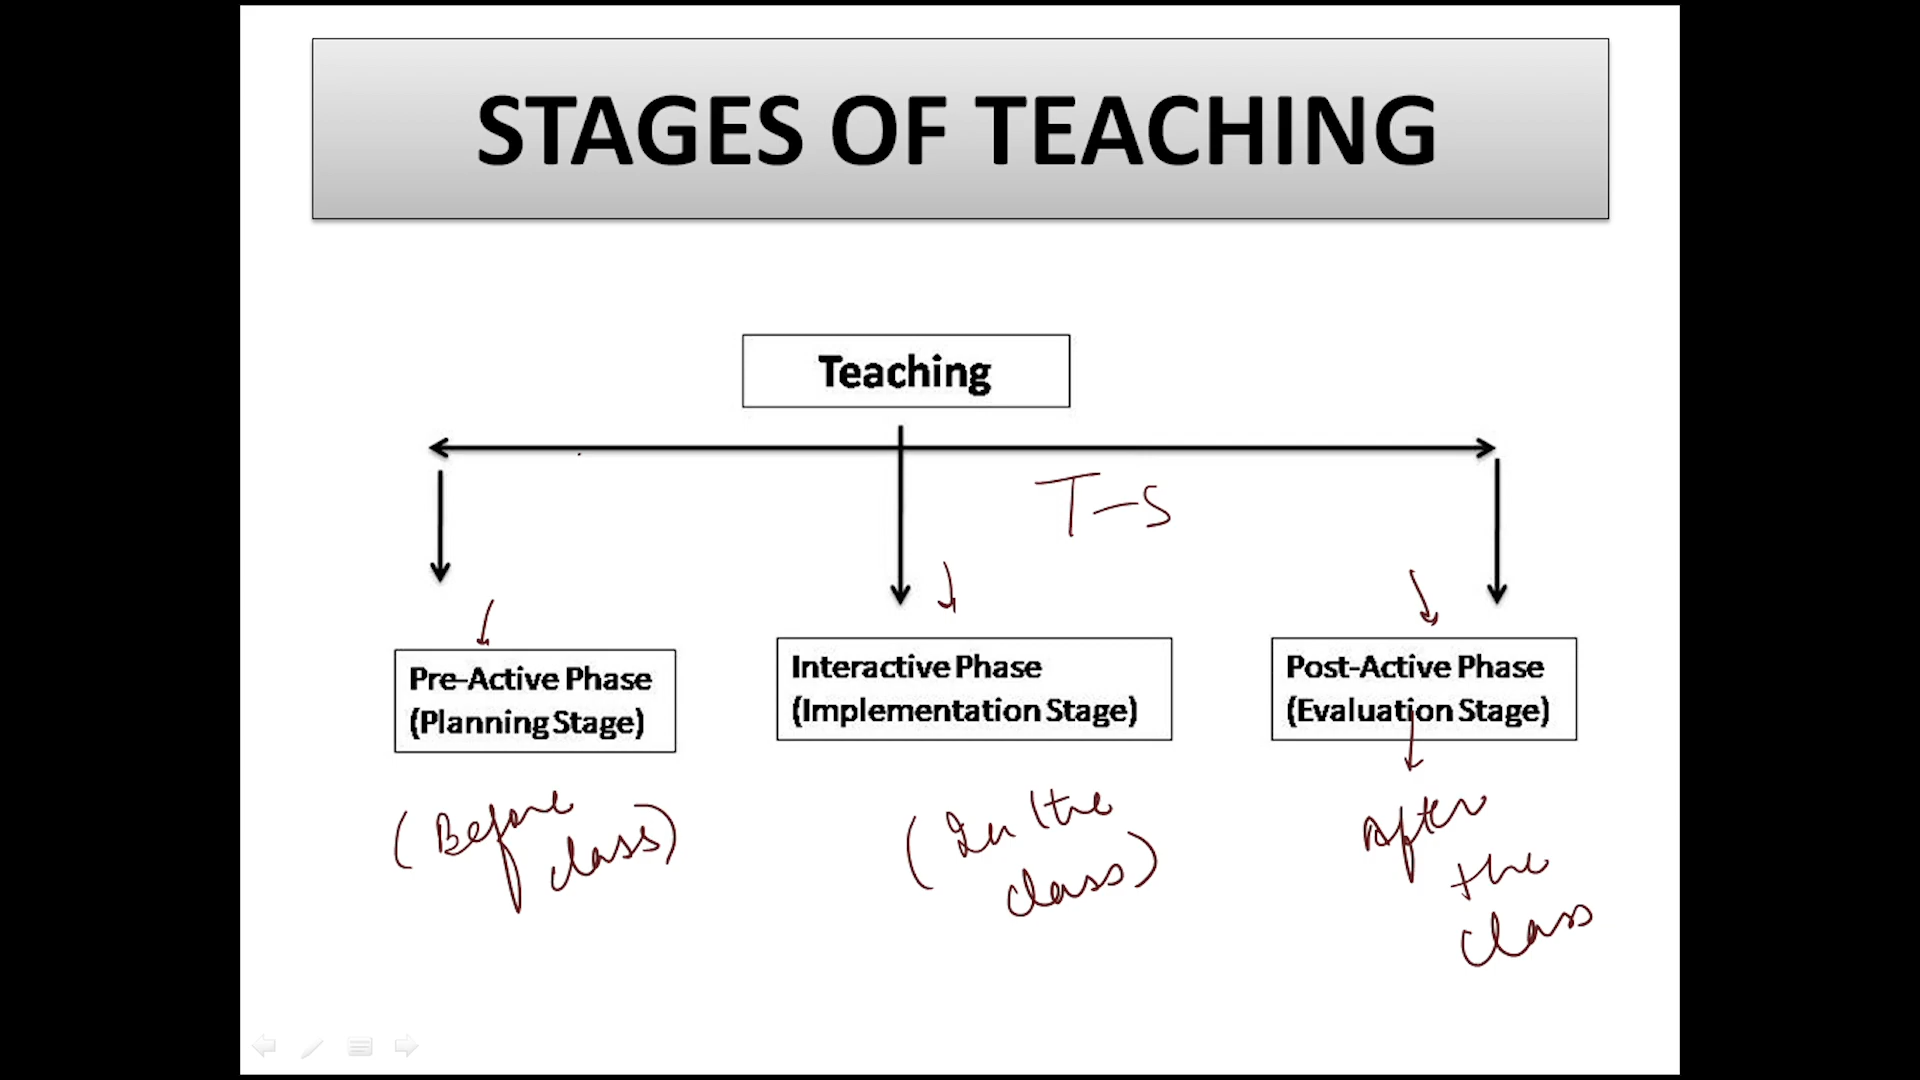 STAGES OF TEACHING
Teaching
T-S
Pre-Active Phase
(Planning Stage)
Interactive Phase
(Implementation Stage)
Post-Active Phase
(Evaluation Stage)
(Before
class)
(In the
class)
After
the
class